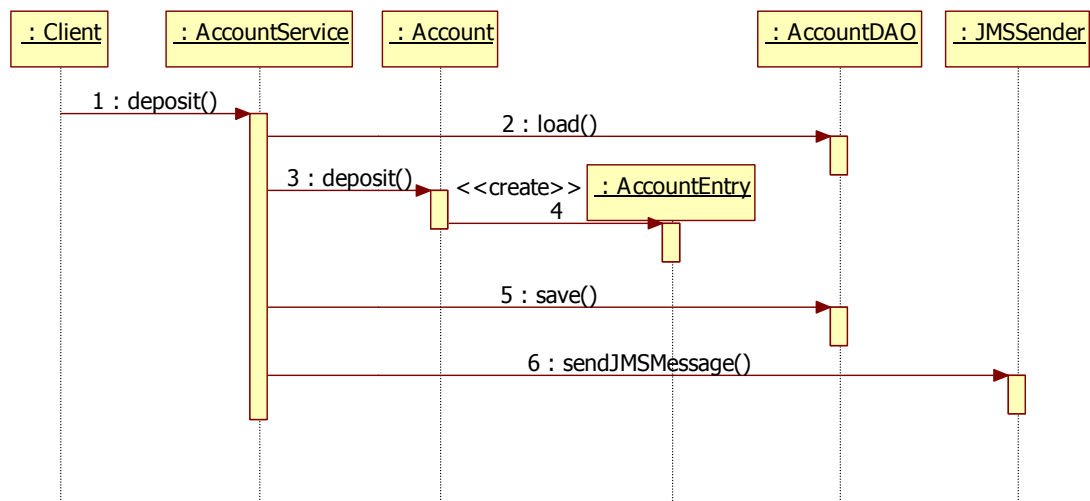 : Client
: AccountService
: Account
: AccountDAO
: JMSSender
1 : deposit()
2 : load()
3 : deposit()
<<create>>
: AccountEntry
4
5 : save()
6 : sendJMSMessage()